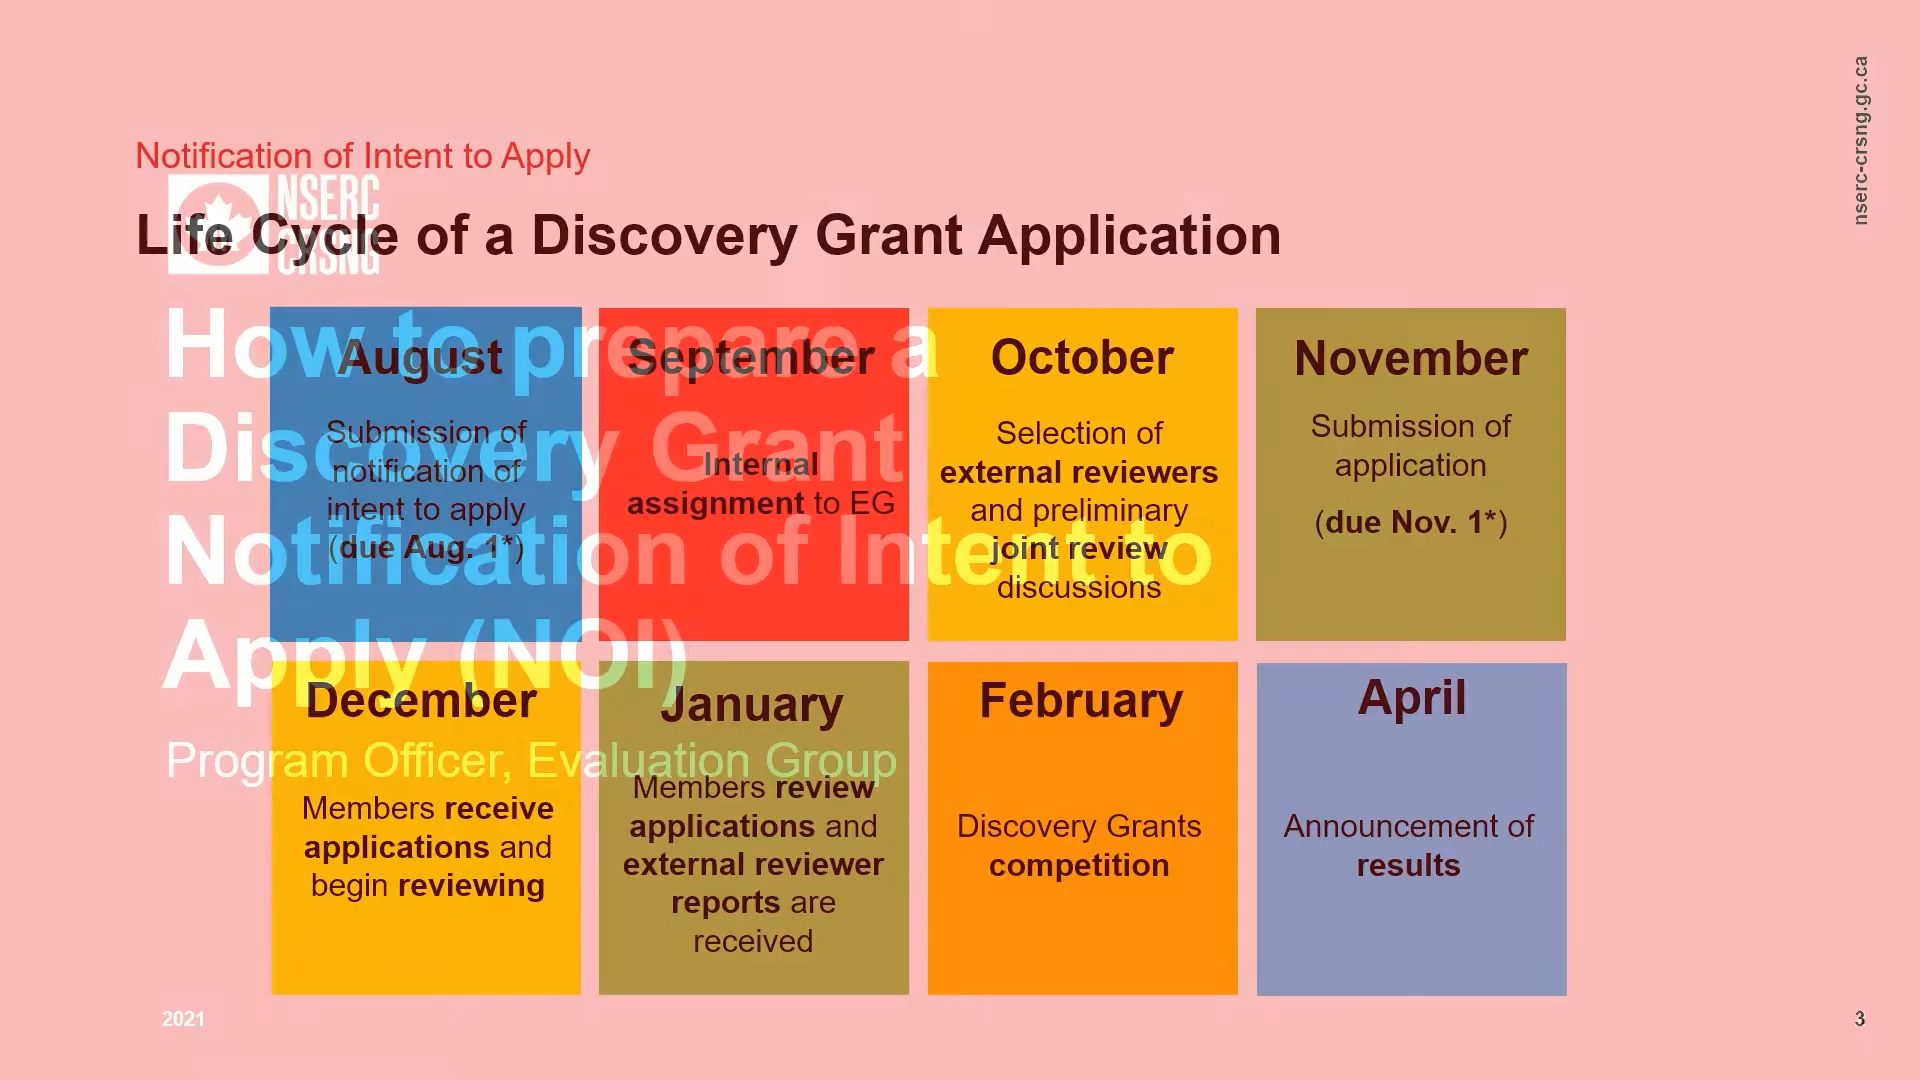 nserc-crsng.gc.ca
Notification of Intent to Apply
NSERC
CRSNG
Life Cycle of a Discovery Grant Application
How to prepare a
Discovery Grant
Notification of Intent to
Apply (NOI)
Program Officer, Evaluation Group
August
Submission of
notification of
intent to apply
(due Aug. 1*)
September
Internal
assignment to EG
October
Selection of
external reviewers
and preliminary
joint review
discussions
November
Submission of
application
(due Nov. 1*)
December
Members receive
applications and
begin reviewing
January
Members review
applications and
external reviewer
reports are
received
February
Discovery Grants
competition
April
Announcement of
results
2021
3